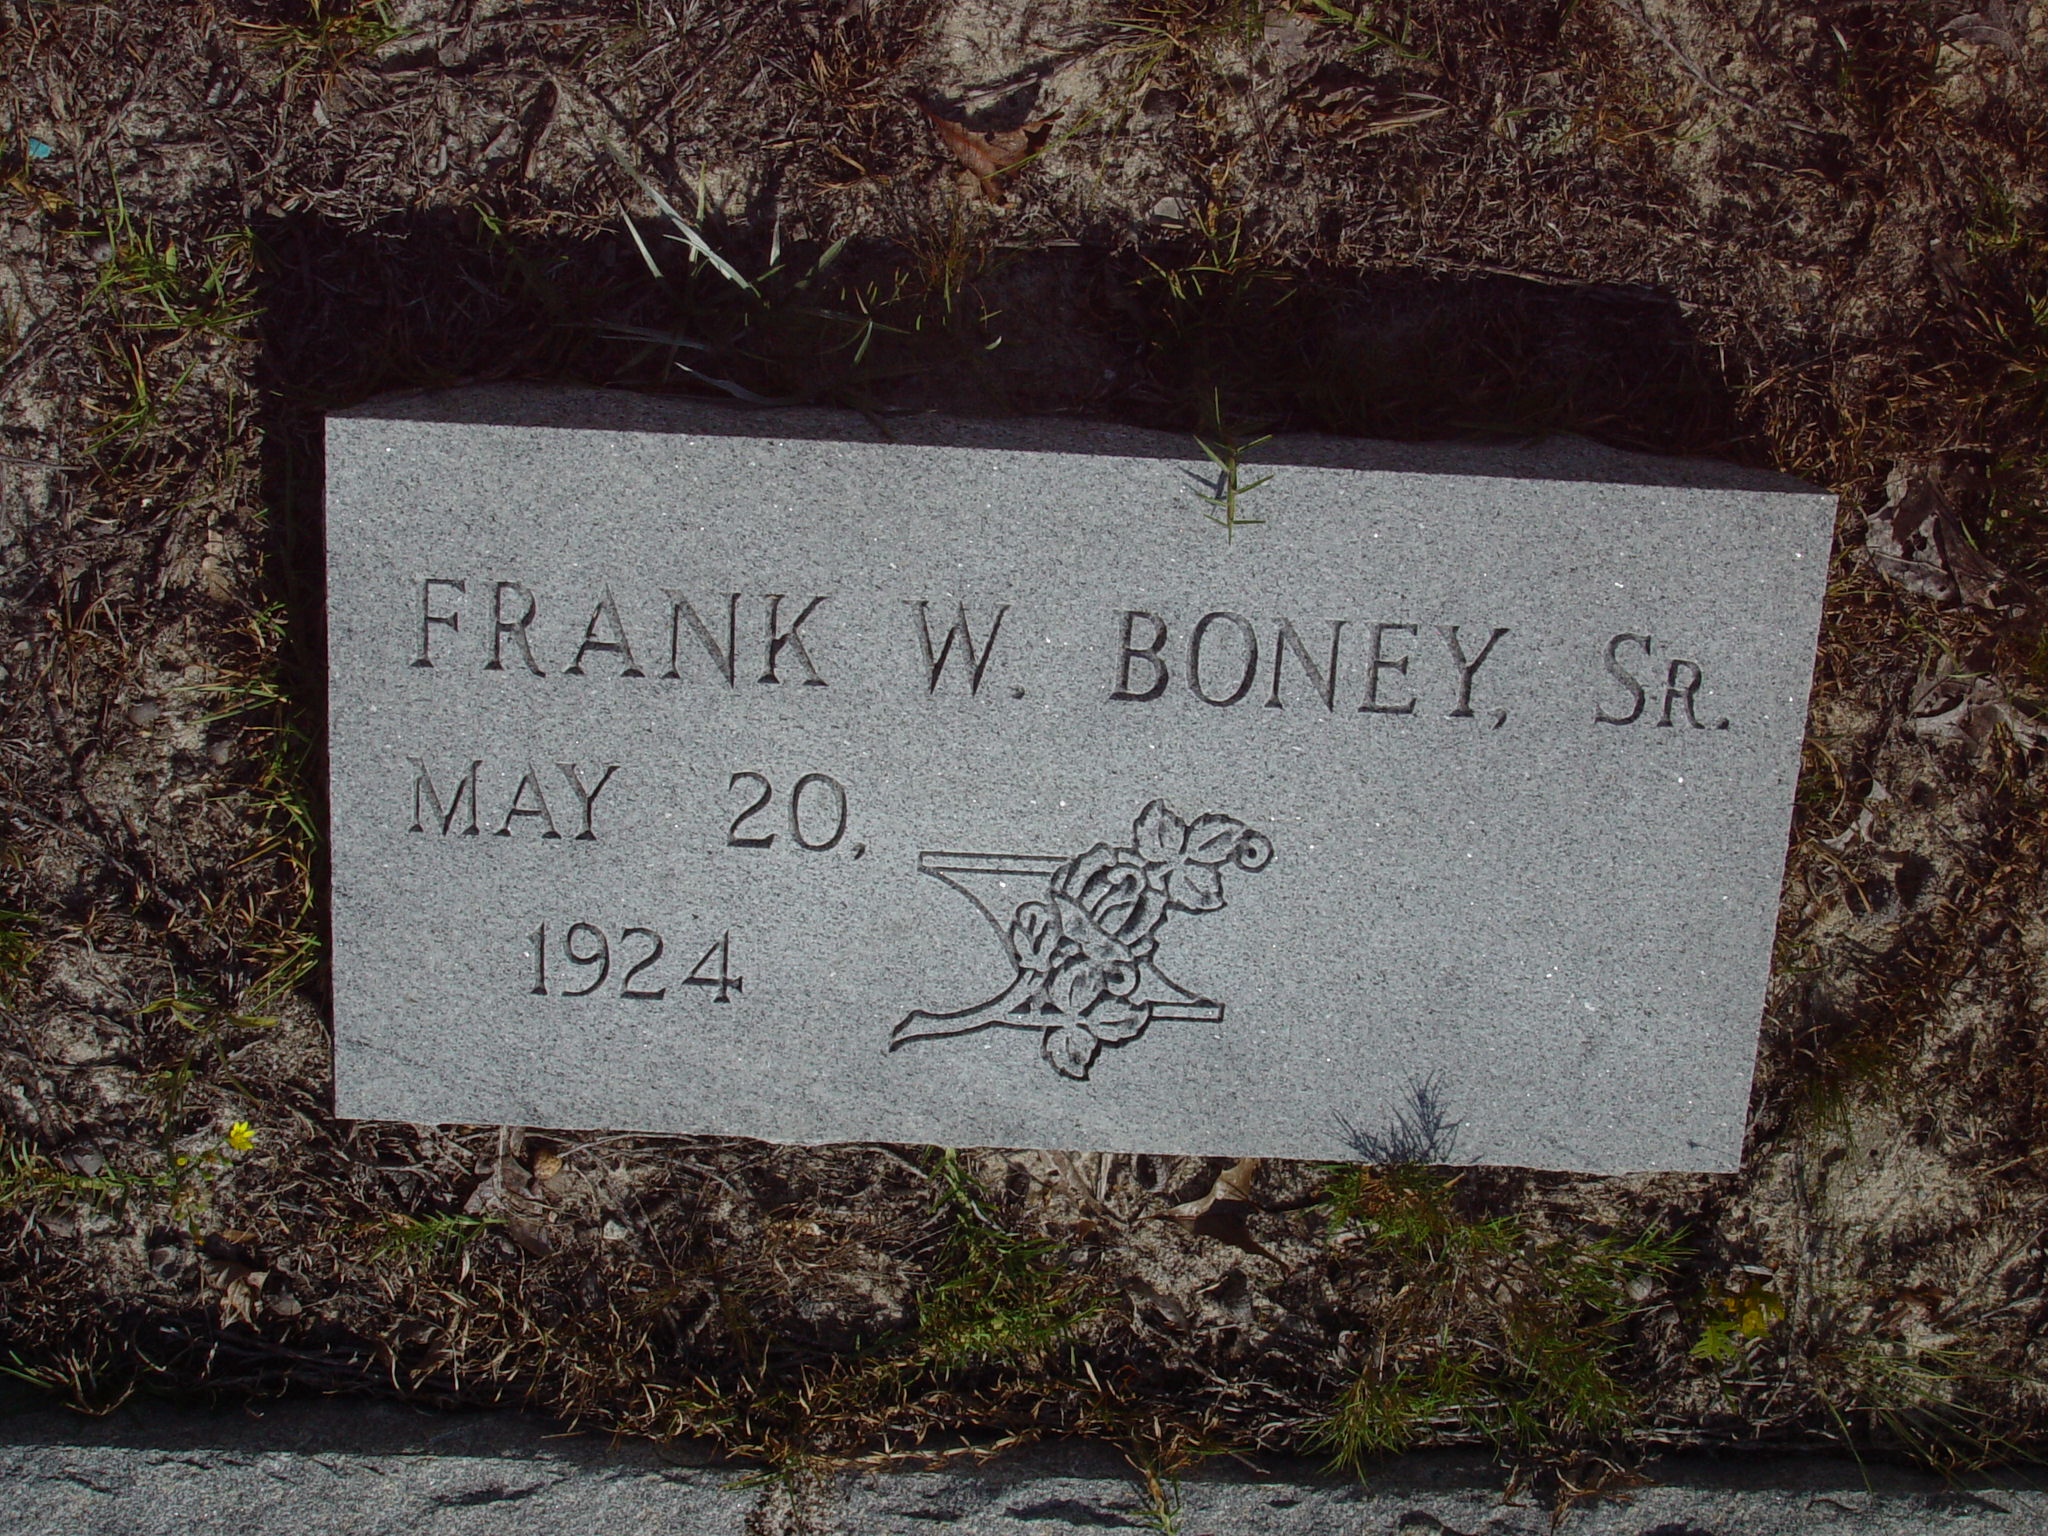 FRANK W. BONEY, SR.
MAY 20,
1924